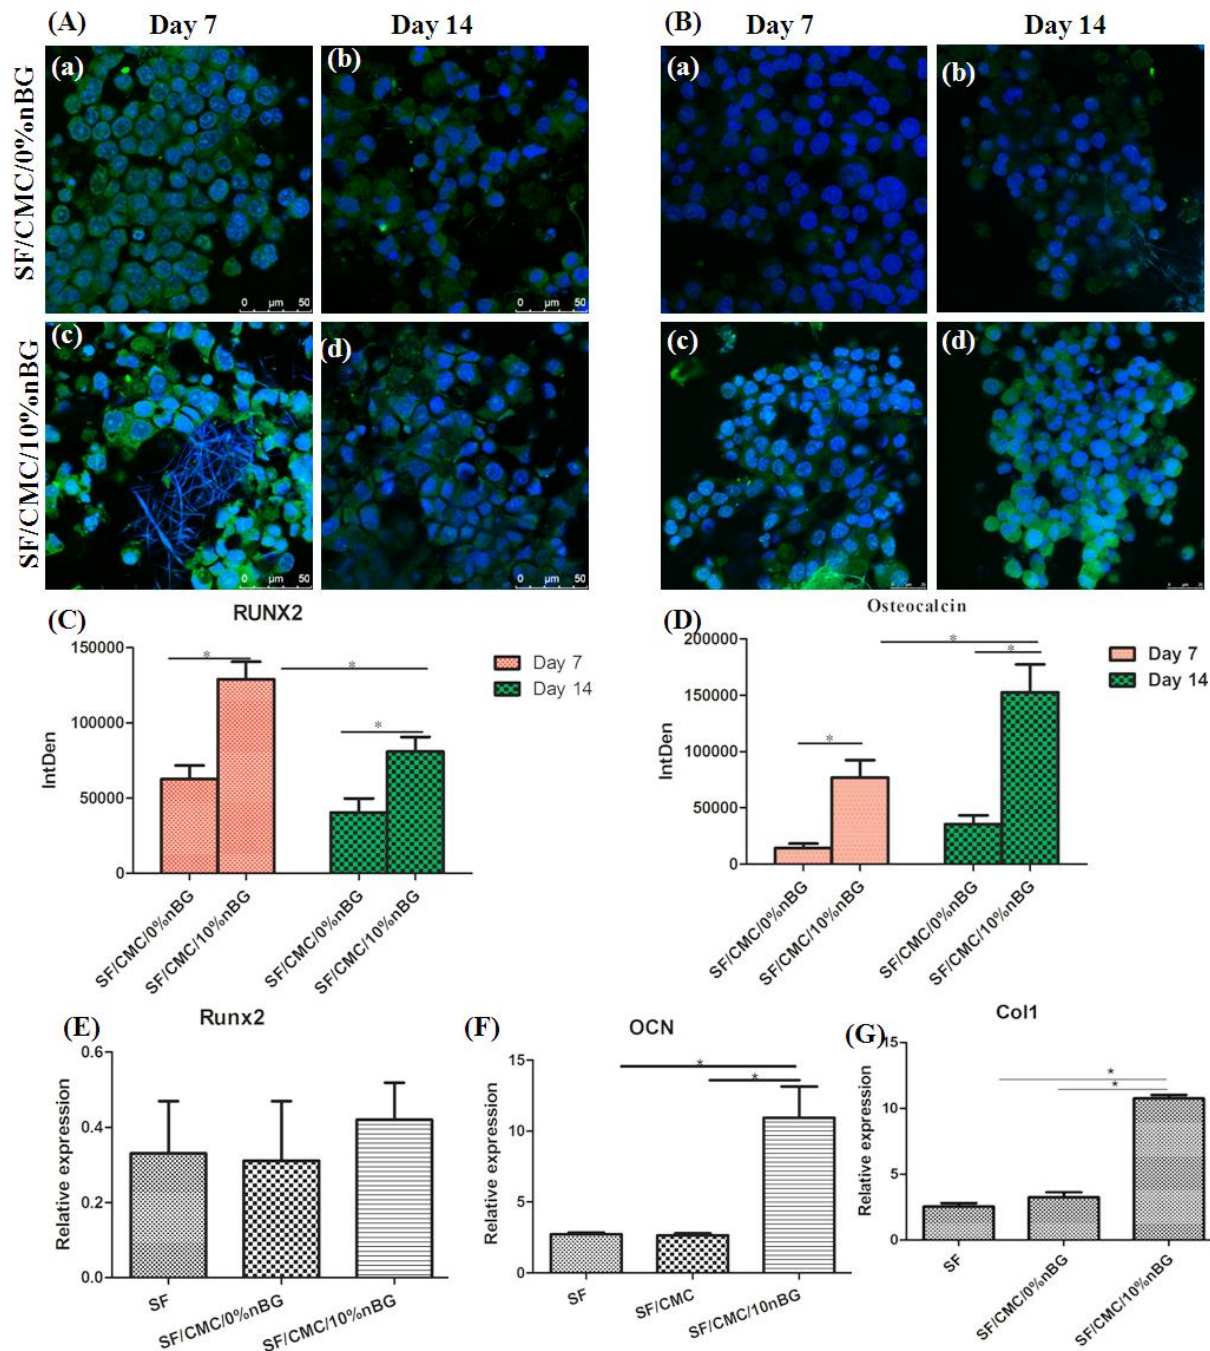 (A) Day 7 Day 14 (B) Day 7 Day 14
SF/CMC/0%nBG
(a) (b) (a) (b)
0 µm 50 0 µm 50
SF/CMC/10%nBG
(c) (d) (c) (d)
0 µm 50 0 µm 50
(C) RUNX2
150000
100000
50000
0
IntDen
* * *
Day 7
Day 14
SF/CMC/0%nBG
SF/CMC/10%nBG
SF/CMC/0%nBG
SF/CMC/10%nBG
(D) Osteocalcin
200000
150000
100000
50000
0
IntDen
* * *
Day 7
Day 14
SF/CMC/0%nBG
SF/CMC/10%nBG
SF/CMC/0%nBG
SF/CMC/10%nBG
(E) Runx2
0.6
0.4
0.2
0.0
Relative expression
SF
SF/CMC/0%nBG
SF/CMC/10%nBG
(F) OCN
15
10
5
0
Relative expression
* *
SF
SF/CMC
SF/CMC/10nBG
(G) Col1
15
10
5
0
Relative expression
* *
SF
SF/CMC/0%nBG
SF/CMC/10%nBG